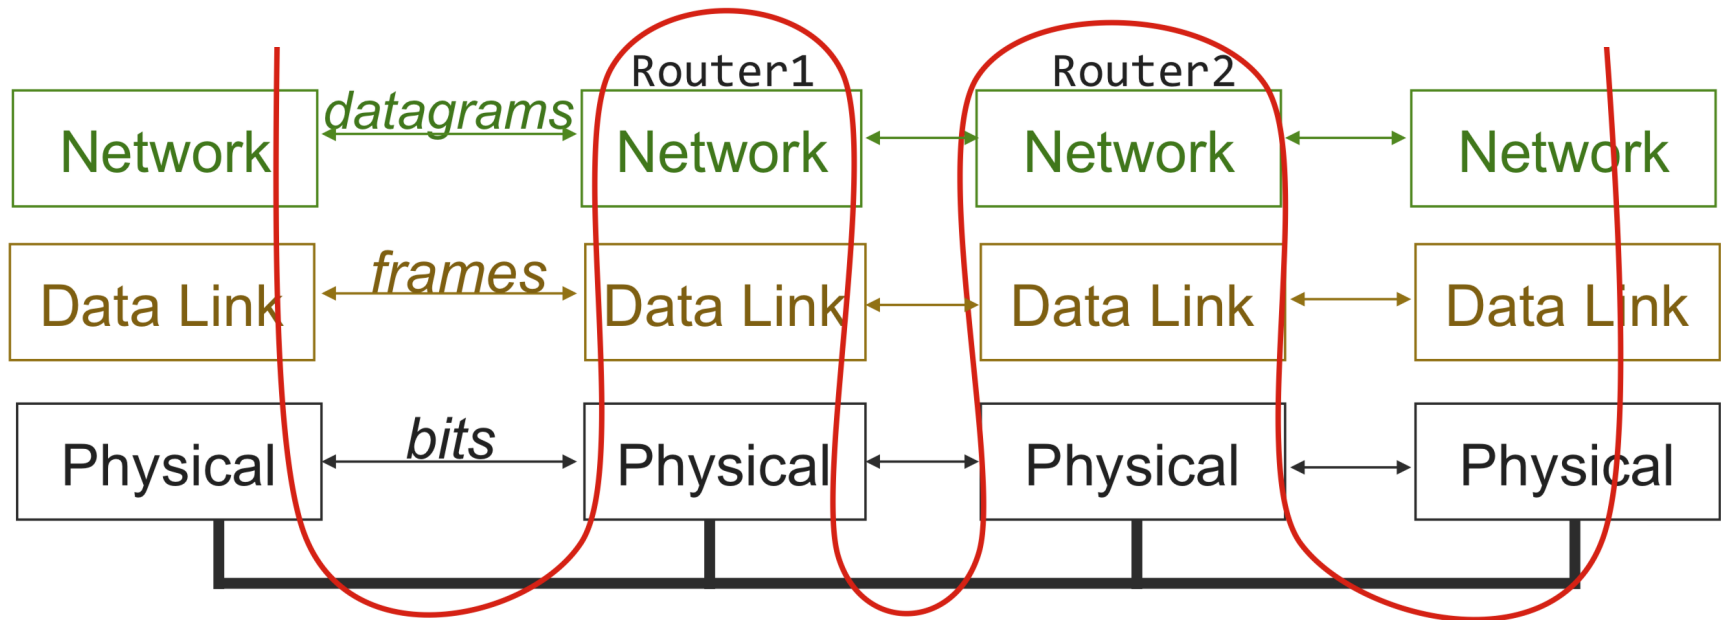 Router1 Router2
Network datagrams Network Network Network
Data Link frames Data Link Data Link Data Link
Physical bits Physical Physical Physical